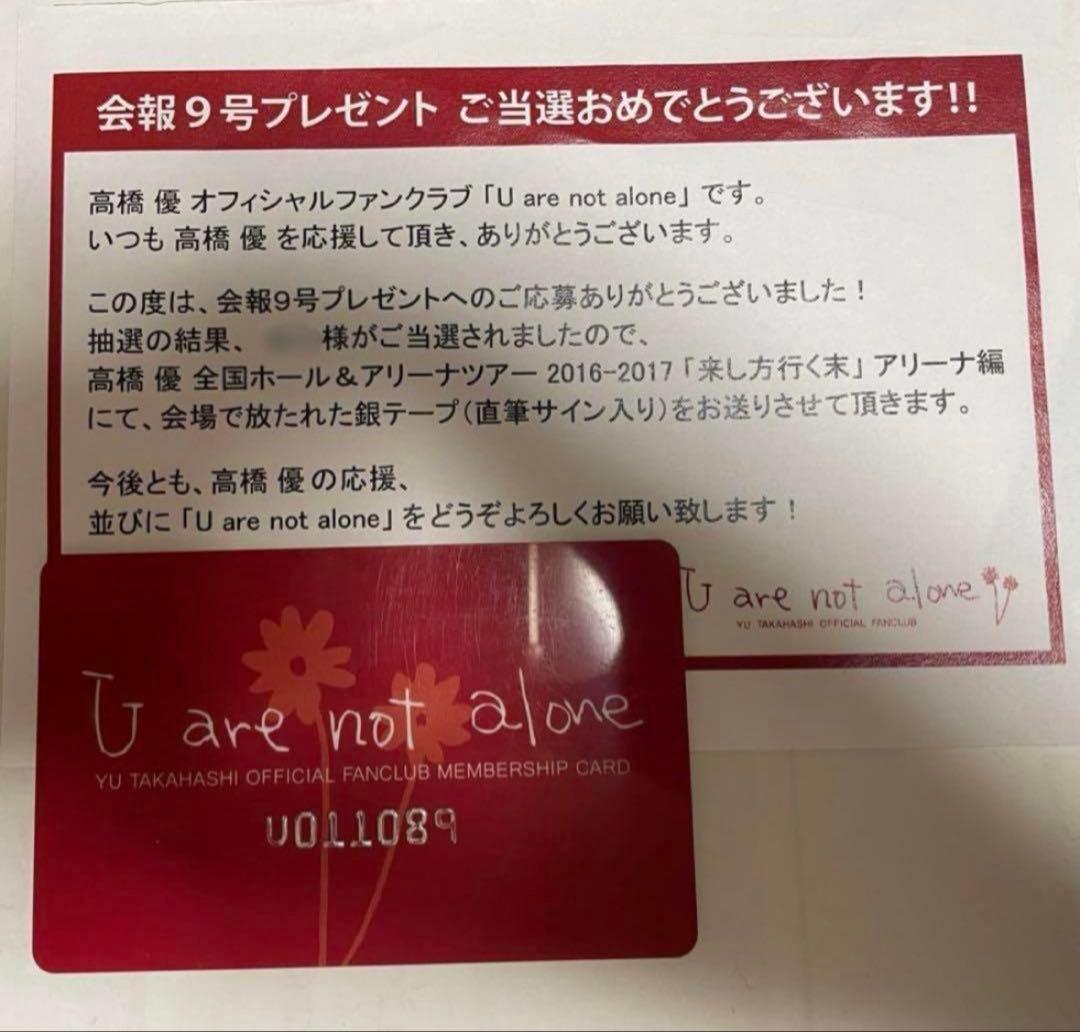 会報9号プレゼント ご当選おめでとうございます!!
高橋 優 オフィシャルファンクラブ「U are not alone」です。
いつも 高橋 優 を応援して頂き、ありがとうございます。
この度は、会報9号プレゼントへのご応募ありがとうございました！
抽選の結果、 様がご当選されましたので、
高橋 優 全国ホール＆アリーナツアー 2016-2017「来し方行く末」アリーナ編
にて、会場で放たれた銀テープ（直筆サイン入り）をお送りさせて頂きます。
今後とも、高橋 優 の応援、
並びに「U are not alone」をどうぞよろしくお願い致します！
U are not alone
YU TAKAHASHI OFFICIAL FANCLUB
U are not alone
YU TAKAHASHI OFFICIAL FANCLUB MEMBERSHIP CARD
U011089